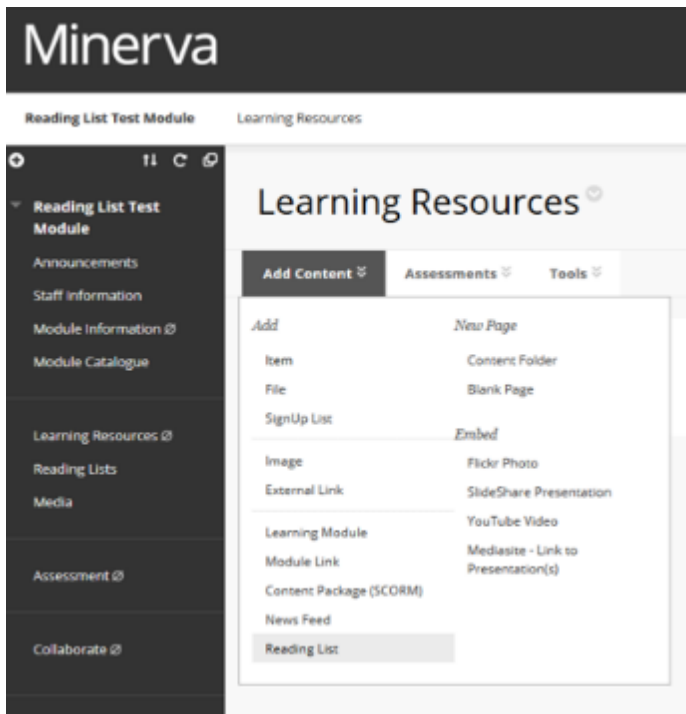 Minerva
Reading List Test Module
Learning Resources
Reading List Test
Module
Announcements
Staff Information
Module Information
Module Catalogue
Learning Resources
Reading Lists
Media
Assessment
Collaborate
Learning Resources
Add Content
Assessments
Tools
Add
Item
File
SignUp List
Image
External Link
Learning Module
Module Link
Content Package (SCORM)
News Feed
Reading List
New Page
Content Folder
Blank Page
Embed
Flickr Photo
SlideShare Presentation
YouTube Video
Mediasite - Link to
Presentation(s)